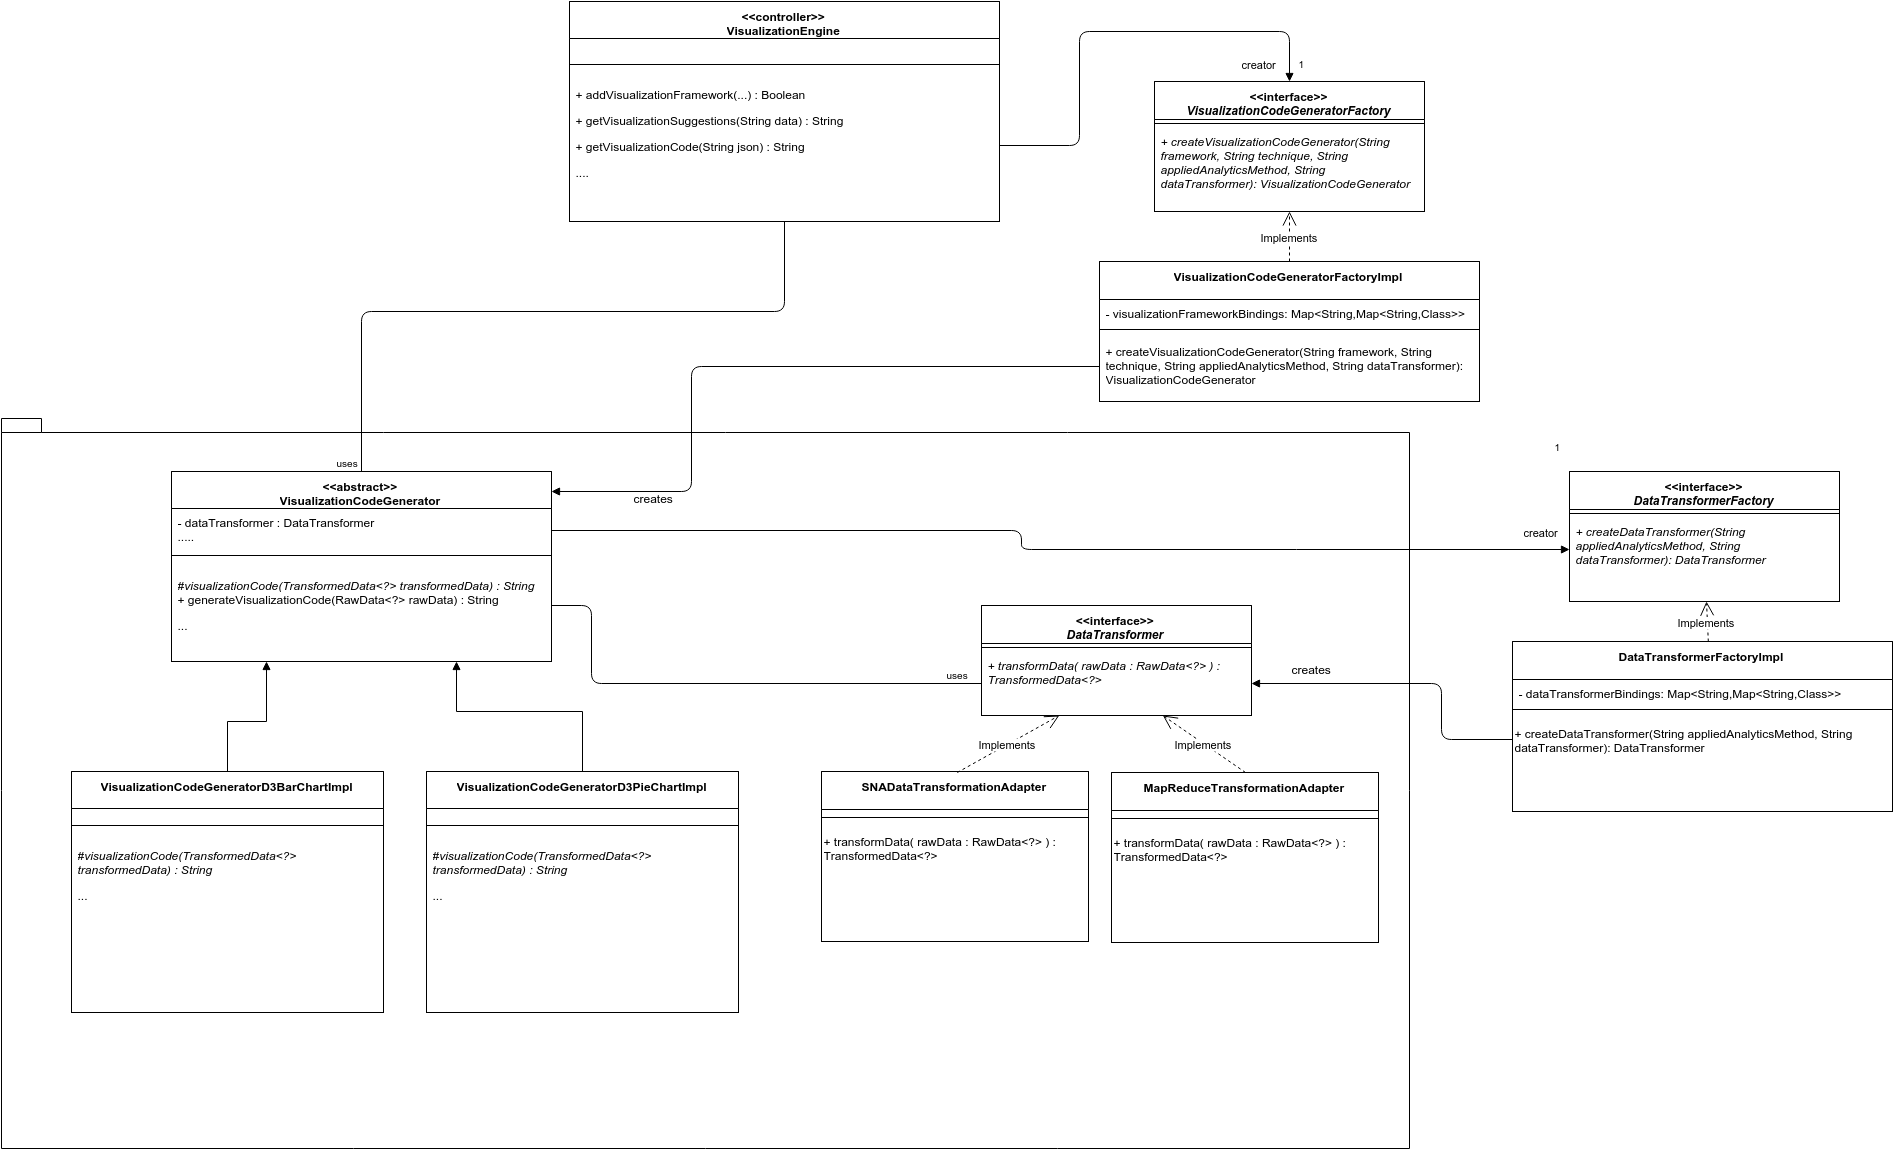 <<controller>>
VisualizationEngine
+ addVisualizationFramework(...) : Boolean
+ getVisualizationSuggestions(String data) : String
+ getVisualizationCode(String json) : String
....
creator
1
<<interface>>
VisualizationCodeGeneratorFactory
+ createVisualizationCodeGenerator(String
framework, String technique, String
appliedAnalyticsMethod, String
dataTransformer): VisualizationCodeGenerator
Implements
VisualizationCodeGeneratorFactoryImpl
- visualizationFrameworkBindings: Map<String,Map<String,Class>>
+ createVisualizationCodeGenerator(String framework, String
technique, String appliedAnalyticsMethod, String dataTransformer):
VisualizationCodeGenerator
uses
<<abstract>>
VisualizationCodeGenerator
- dataTransformer : DataTransformer
.....
#visualizationCode(TransformedData<?> transformedData) : String
+ generateVisualizationCode(RawData<?> rawData) : String
...
creates
1
creator
<<interface>>
DataTransformerFactory
+ createDataTransformer(String
appliedAnalyticsMethod, String
dataTransformer): DataTransformer
Implements
<<interface>>
DataTransformer
+ transformData( rawData : RawData<?> ) :
TransformedData<?>
uses
creates
DataTransformerFactoryImpl
- dataTransformerBindings: Map<String,Map<String,Class>>
+ createDataTransformer(String appliedAnalyticsMethod, String
dataTransformer): DataTransformer
Implements
Implements
VisualizationCodeGeneratorD3BarChartImpl
#visualizationCode(TransformedData<?>
transformedData) : String
...
VisualizationCodeGeneratorD3PieChartImpl
#visualizationCode(TransformedData<?>
transformedData) : String
...
SNADataTransformationAdapter
+ transformData( rawData : RawData<?> ) :
TransformedData<?>
MapReduceTransformationAdapter
+ transformData( rawData : RawData<?> ) :
TransformedData<?>